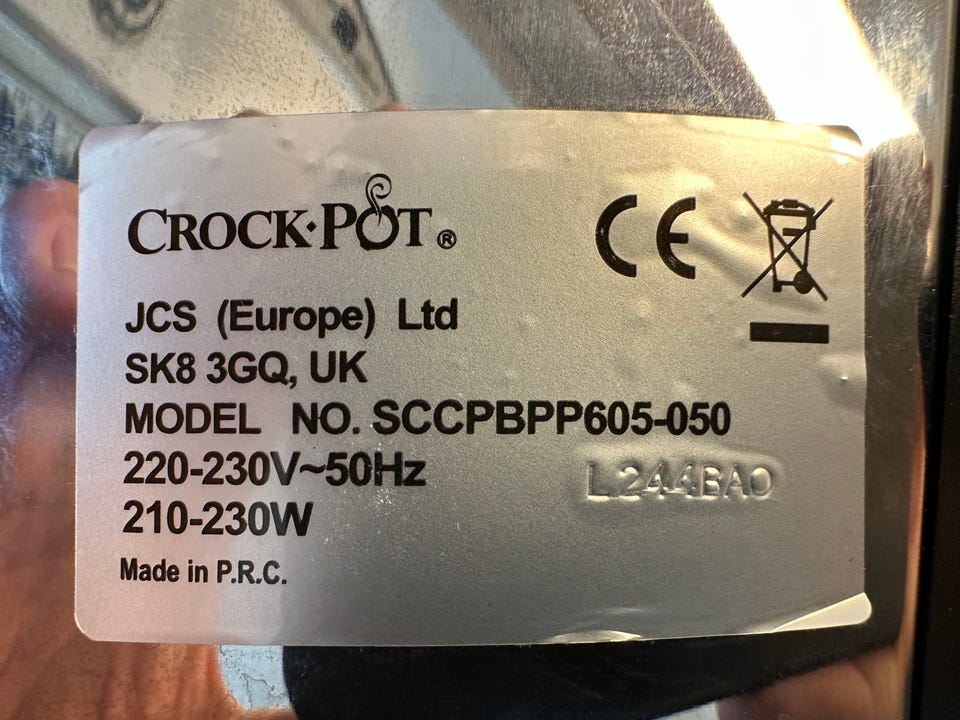 CROCK·POT®
CE
JCS (Europe) Ltd
SK8 3GQ, UK
MODEL NO. SCCPBPP605-050
220-230V~50Hz
L244BAO
210-230W
Made in P.R.C.